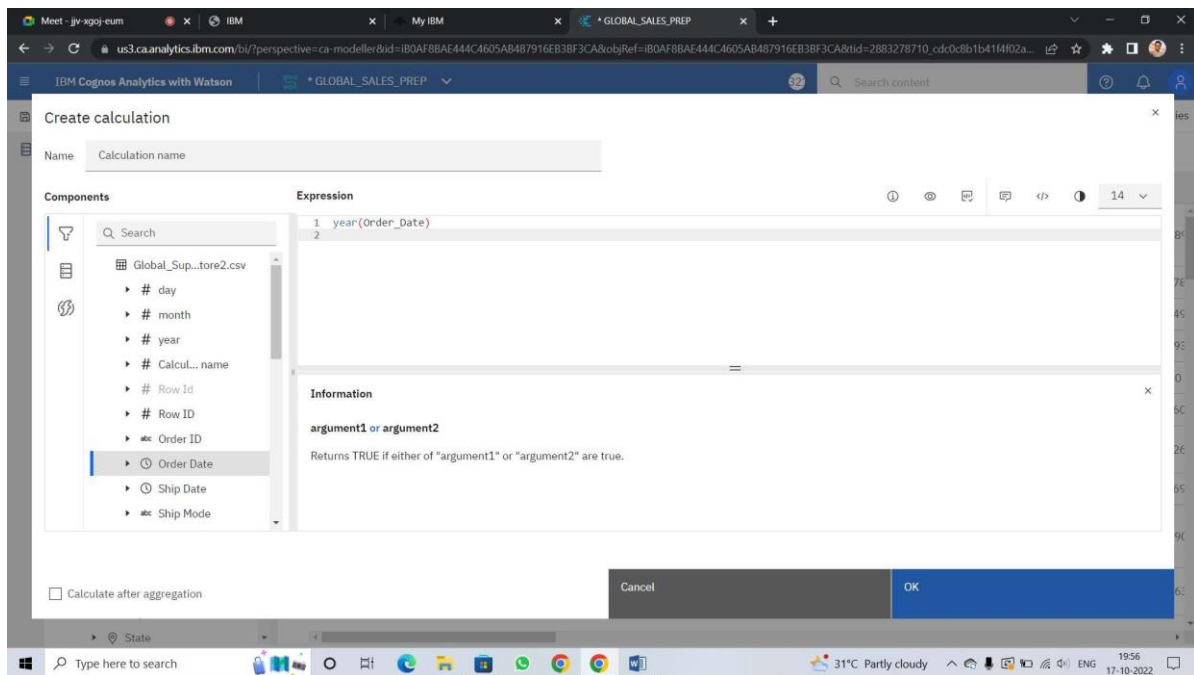 Meet - jjv-xgoj-eum
IBM
My IBM
* GLOBAL_SALES_PREP
us3.ca.analytics.ibm.com/bi/?perspective=ca-modeller&id=iB0AF8BAE444C4605AB487916EB3BF3CA&objRef=iB0AF8BAE444C4605AB487916EB3BF3CA&tid=2883278710_cdc0c8b1b41f4f02a...
IBM Cognos Analytics with Watson
* GLOBAL_SALES_PREP
Search content
Create calculation
ies
Name
Calculation name
Components
Expression
14
Search
1 year(Order_Date)
2
Global_Sup...tore2.csv
# day
# month
# year
# Calcul... name
# Row Id
# Row ID
abc Order ID
Order Date
Ship Date
abc Ship Mode
Information
argument1 or argument2
Returns TRUE if either of "argument1" or "argument2" are true.
Calculate after aggregation
Cancel
OK
State
Type here to search
31°C Partly cloudy
ENG
19:56
17-10-2022